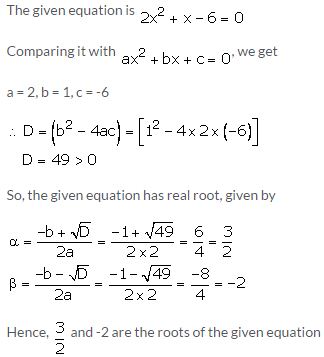 The given equation is 2x² + x – 6 = 0
Comparing it with ax² + bx + c = 0, we get
a = 2, b = 1, c = -6
∴ D = (b² – 4ac) = [1² – 4 x 2 x (–6)]
D = 49 > 0
So, the given equation has real root, given by
α = (–b + √D)/2a = (–1 + √49)/(2 x 2) = 6/4 = 3/2
β = (–b – √D)/2a = (–1 – √49)/(2 x 2) = –8/4 = –2
Hence, 3/2 and -2 are the roots of the given equation